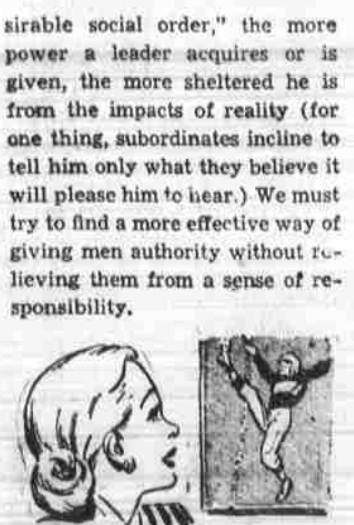 sirable social order," the more
power a leader acquires or is
given, the more sheltered he is
from the impacts of reality (for
one thing, subordinates incline to
tell him only what they believe it
will please him to hear.) We must
try to find a more effective way of
giving men authority without re-
lieving them from a sense of re-
sponsibility.